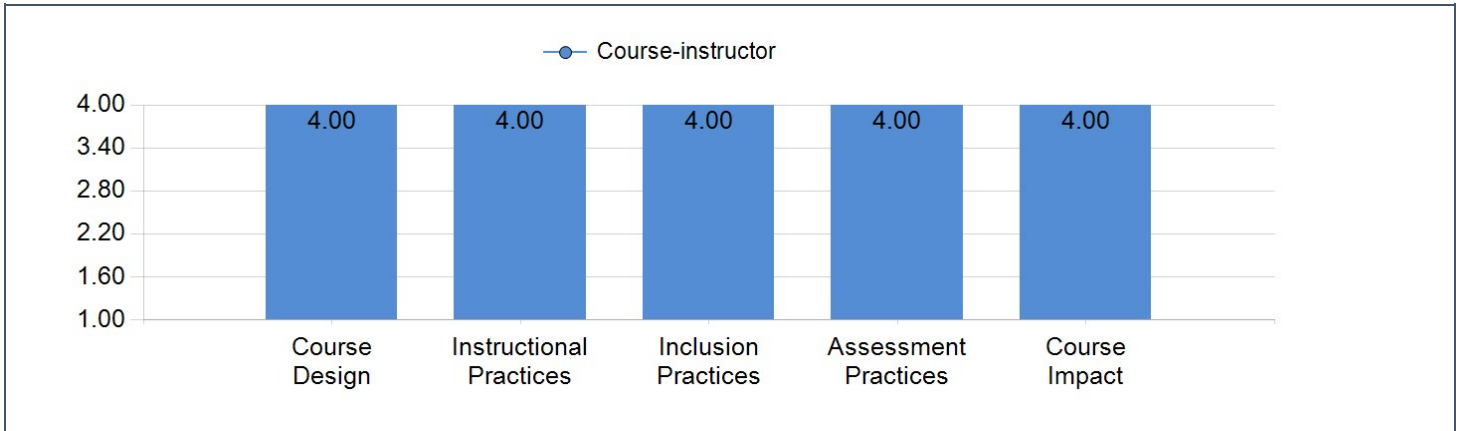 Course-instructor
4.00
3.40
2.80
2.20
1.60
1.00
4.00 4.00 4.00 4.00 4.00
Course Instructional Inclusion Assessment Course
Design Practices Practices Practices Impact